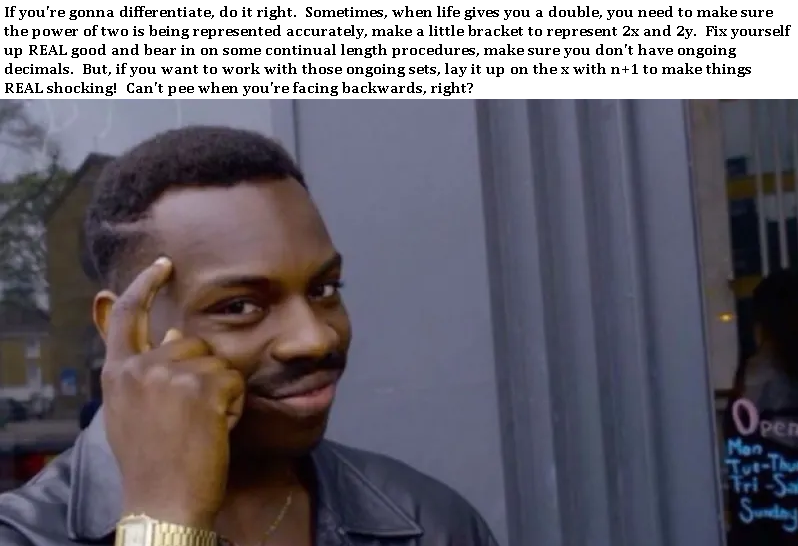 If you're gonna differentiate, do it right.  Sometimes, when life gives you a double, you need to make sure
the power of two is being represented accurately, make a little bracket to represent 2x and 2y.  Fix yourself
up REAL good and bear in on some continual length procedures, make sure you don't have ongoing
decimals.  But, if you want to work with those ongoing sets, lay it up on the x with n+1 to make things
REAL shocking!  Can't pee when you're facing backwards, right?
Open
Mon
Tue-Thu
Fri -Sa
Sunday